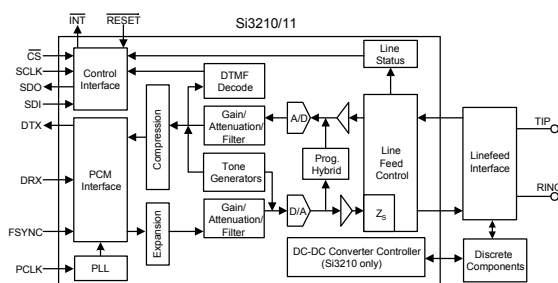 INT
RESET
Si3210/11
CS
SCLK
SDO
SDI
DTX
DRX
FSYNC
PCLK
Control
Interface
PCM
Interface
PLL
Compression
Expansion
DTMF
Decode
Gain/
Attenuation/
Filter
Tone
Generators
Gain/
Attenuation/
Filter
A/D
Prog.
Hybrid
D/A
Line
Status
Line
Feed
Control
ZS
DC-DC Converter Controller
(Si3210 only)
Linefeed
Interface
Discrete
Components
TIP
RING